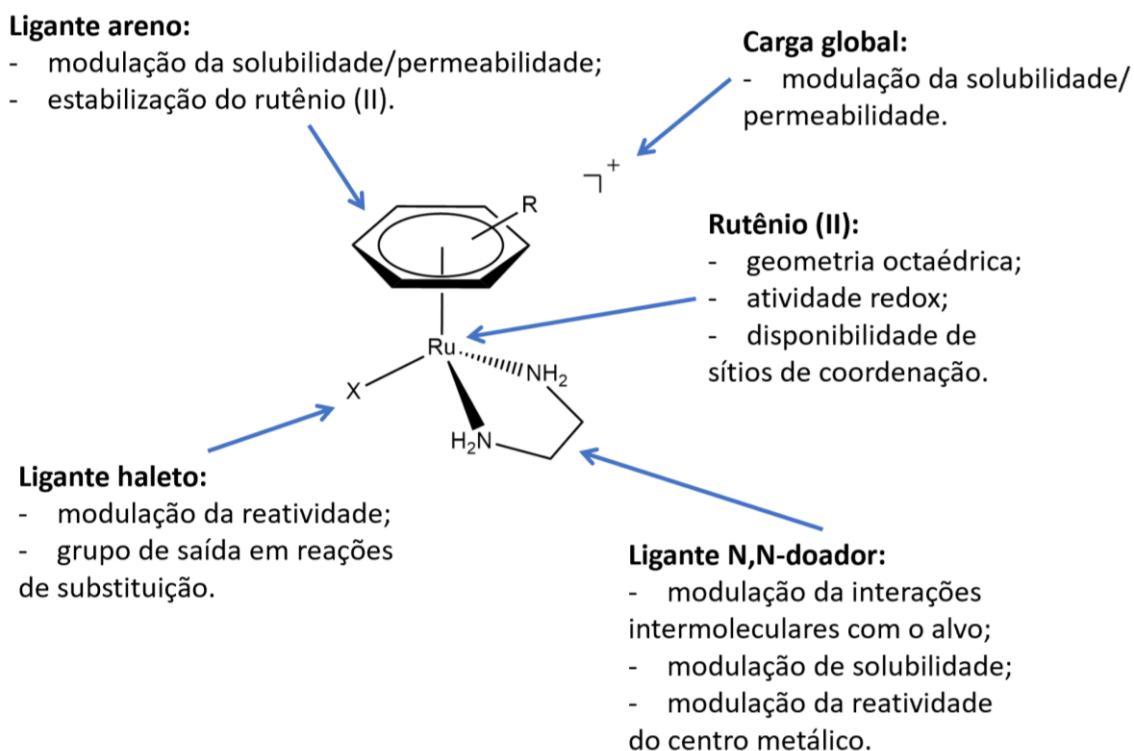 Ligante areno:
- modulação da solubilidade/permeabilidade;
- estabilização do rutênio (II).
Carga global:
- modulação da solubilidade/
permeabilidade.
+
R
Rutênio (II):
- geometria octaédrica;
- atividade redox;
- disponibilidade de
sítios de coordenação.
Ru
NH2
X
H2N
Ligante haleto:
- modulação da reatividade;
- grupo de saída em reações
de substituição.
Ligante N,N-doador:
- modulação da interações
intermoleculares com o alvo;
- modulação de solubilidade;
- modulação da reatividade
do centro metálico.